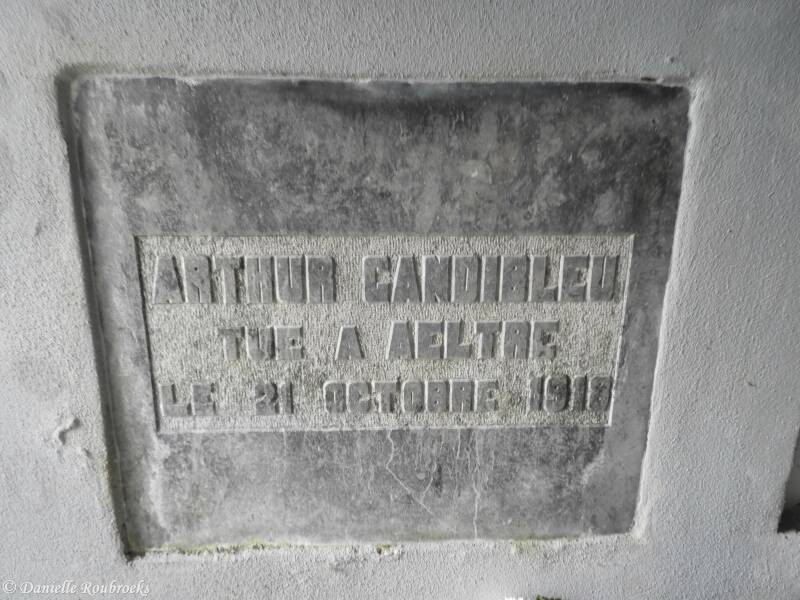 ARTHUR CANDIBLEU
TUE A AELTRE
LE 21 OCTOBRE 1918
© Danielle Roubroeks